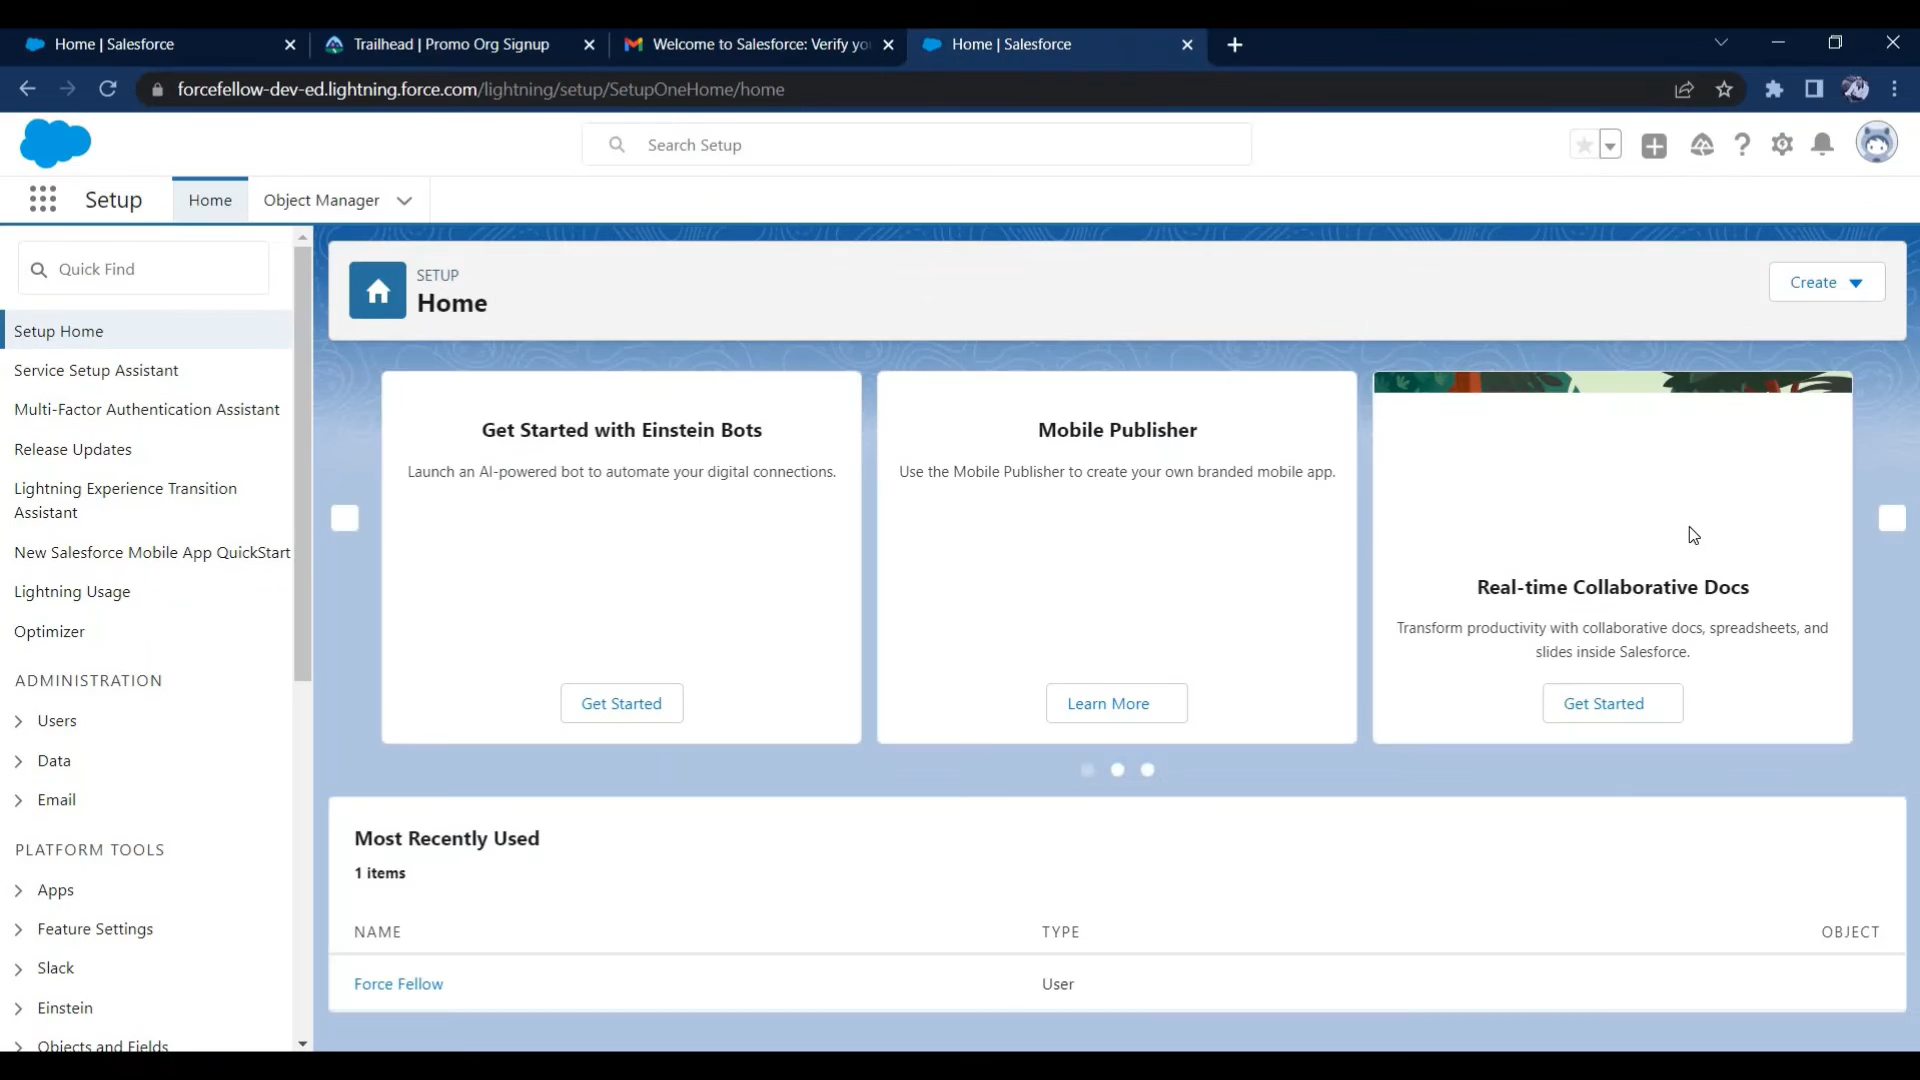 Home | Salesforce
Trailhead | Promo Org Signup
Welcome to Salesforce: Verify yo
Home | Salesforce
forcefellow-dev-ed.lightning.force.com/lightning/setup/SetupOneHome/home
Search Setup
Setup
Home
Object Manager
Quick Find
Setup Home
Service Setup Assistant
Multi-Factor Authentication Assistant
Release Updates
Lightning Experience Transition
Assistant
New Salesforce Mobile App QuickStart
Lightning Usage
Optimizer
ADMINISTRATION
Users
Data
Email
PLATFORM TOOLS
Apps
Feature Settings
Slack
Einstein
Objects and Fields
SETUP
Home
Create
Get Started with Einstein Bots
Launch an AI-powered bot to automate your digital connections.
Get Started
Mobile Publisher
Use the Mobile Publisher to create your own branded mobile app.
Learn More
Real-time Collaborative Docs
Transform productivity with collaborative docs, spreadsheets, and
slides inside Salesforce.
Get Started
Most Recently Used
1 items
NAME
TYPE
OBJECT
Force Fellow
User